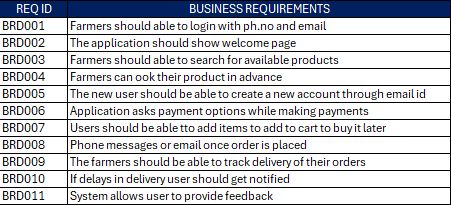 REQ ID BUSINESS REQUIREMENTS
BRD001 Farmers should able to login with ph.no and email
BRD002 The application should show welcome page
BRD003 Farmers should able to search for available products
BRD004 Farmers can ook their product in advance
BRD005 The new user should be able to create a new account through email id
BRD006 Application asks payment options while making payments
BRD007 Users should be able tto add items to add to cart to buy it later
BRD008 Phone messages or email once order is placed
BRD009 The farmers should be able to track delivery of their orders
BRD010 If delays in delivery user should get notified
BRD011 System allows user to provide feedback